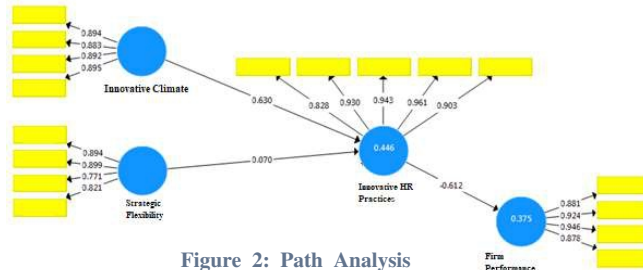 0.894
0.883
0.892
0.895
Innovative Climate
0.828
0.930
0.943
0.961
0.903
0.630
0.446
Innovative HR
Practices
0.894
0.899
0.771
0.821
Strategic
Flexibility
0.070
-0.612
0.375
Firm
Performance
0.881
0.924
0.946
0.878
Figure 2: Path Analysis